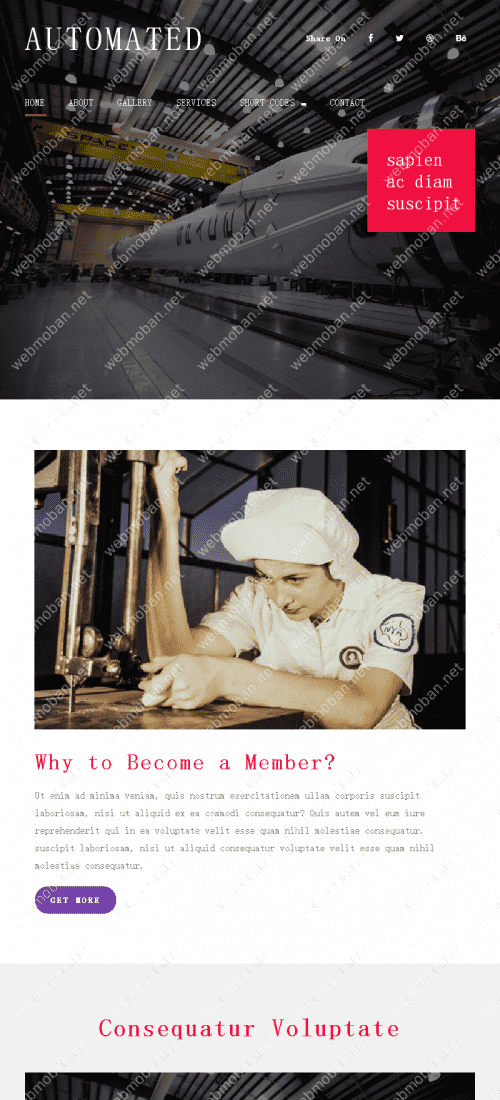 AUTOMATED
Share On
HOME ABOUT GALLERY SERVICES SHORT CODES CONTACT
sapien
ac diam
suscipit
Why to Become a Member?
Ut enim ad minima veniam, quis nostrum exercitationem ullam corporis suscipit
laboriosam, nisi ut aliquid ex ea commodi consequatur? Quis autem vel eum iure
reprehenderit qui in ea voluptate velit esse quam nihil molestiae consequatur.
suscipit laboriosam, nisi ut aliquid consequatur voluptate velit esse quam nihil
molestiae consequatur.
GET MORE
Consequatur Voluptate
webmoban.net